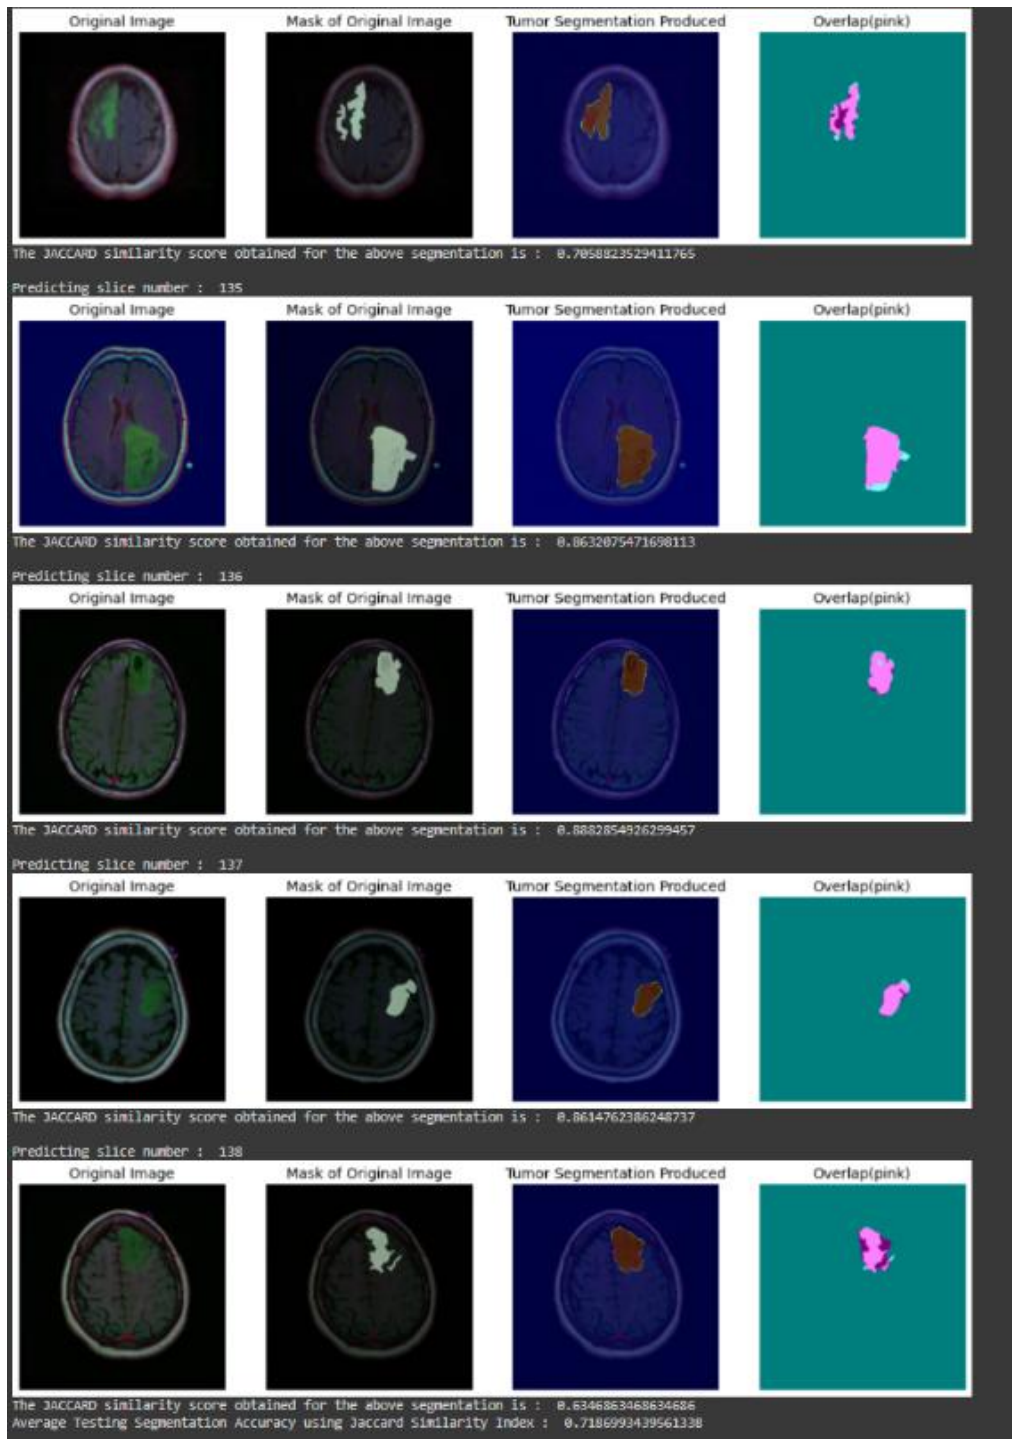 Original Image Mask of Original Image Tumor Segmentation Produced Overlap(pink)
The JACCARD similarity score obtained for the above segmentation is : 0.7058823529411765
Predicting slice number : 135
Original Image Mask of Original Image Tumor Segmentation Produced Overlap(pink)
The JACCARD similarity score obtained for the above segmentation is : 0.8632075471698113
Predicting slice number : 136
Original Image Mask of Original Image Tumor Segmentation Produced Overlap(pink)
The JACCARD similarity score obtained for the above segmentation is : 0.8882854926299457
Predicting slice number : 137
Original Image Mask of Original Image Tumor Segmentation Produced Overlap(pink)
The JACCARD similarity score obtained for the above segmentation is : 0.8614762386248737
Predicting slice number : 138
Original Image Mask of Original Image Tumor Segmentation Produced Overlap(pink)
The JACCARD similarity score obtained for the above segmentation is : 0.6346863468634686
Average Testing Segmentation Accuracy using Jaccard Similarity Index : 0.7186993439561338